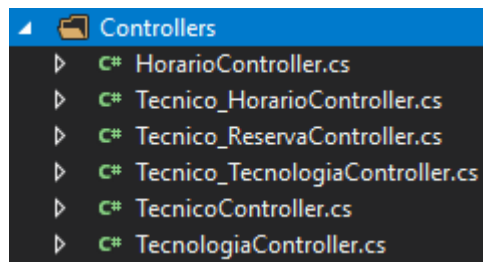 Controllers
C# HorarioController.cs
C# Tecnico_HorarioController.cs
C# Tecnico_ReservaController.cs
C# Tecnico_TecnologiaController.cs
C# TecnicoController.cs
C# TecnologiaController.cs